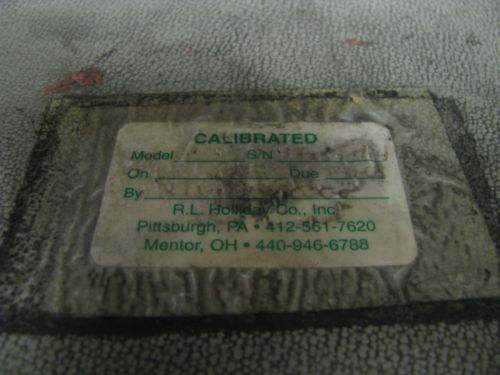 CALIBRATED
Model S/N
On Due
By
R.L. Holliday Co., Inc.
Pittsburgh, PA • 412-561-7620
Mentor, OH • 440-946-6788